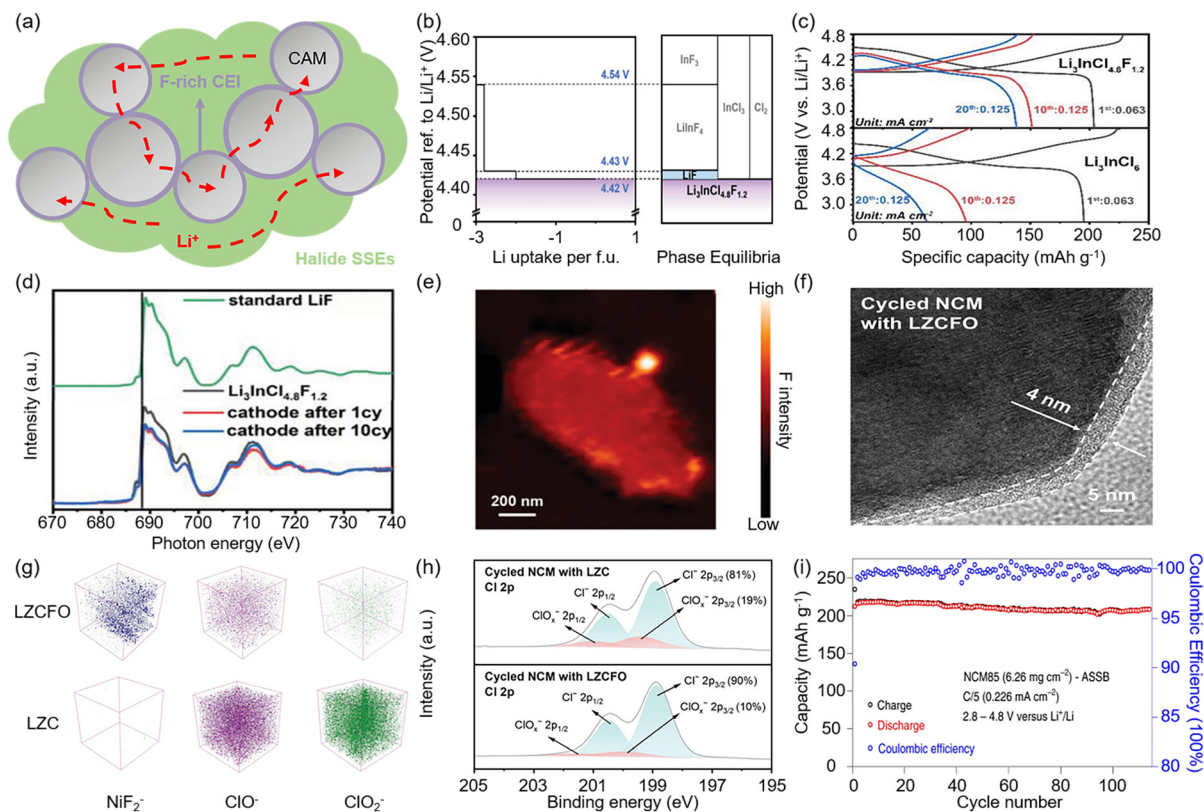 (a)
CAM
F-rich CEI
Li⁺
Halide SSEs
(b)
Potential ref. to Li/Li⁺ (V)
4.60
4.55
4.50
4.45
4.40
0
4.54 V
4.43 V
4.42 V
-3
-1
1
Li uptake per f.u.
InF₃
InCl₃
Cl₂
LiInF₄
LiF
Li₃InCl₄.₈F₁.₂
Phase Equilibria
(c)
Potential (V vs. Li/Li⁺)
4.8
4.2
3.6
3.0
Li₃InCl₄.₈F₁.₂
20ᵗʰ:0.125
10ᵗʰ:0.125
1ˢᵗ:0.063
Unit: mA cm⁻²
4.8
4.2
3.6
3.0
Li₃InCl₆
20ᵗʰ:0.125
10ᵗʰ:0.125
1ˢᵗ:0.063
Unit: mA cm⁻²
0
50
100
150
200
250
Specific capacity (mAh g⁻¹)
(d)
Intensity (a.u.)
standard LiF
Li₃InCl₄.₈F₁.₂
cathode after 1cy
cathode after 10cy
670
680
690
700
710
720
730
740
Photon energy (eV)
(e)
200 nm
High
F intensity
Low
(f)
Cycled NCM
with LZCFO
4 nm
5 nm
(g)
LZCFO
LZC
NiF₂⁻
ClO⁻
ClO₂⁻
(h)
Intensity (a.u.)
Cycled NCM with LZC
Cl 2p
Cl⁻ 2p₃/₂ (81%)
Cl⁻ 2p₁/₂
ClOₓ⁻ 2p₃/₂ (19%)
ClOₓ⁻ 2p₁/₂
Cycled NCM with LZCFO
Cl 2p
Cl⁻ 2p₃/₂ (90%)
Cl⁻ 2p₁/₂
ClOₓ⁻ 2p₃/₂ (10%)
ClOₓ⁻ 2p₁/₂
205
203
201
199
197
195
Binding energy (eV)
(i)
Capacity (mAh g⁻¹)
250
200
150
100
50
0
NCM85 (6.26 mg cm⁻²) - ASSB
C/5 (0.226 mA cm⁻²)
2.8 – 4.8 V versus Li⁺/Li
Charge
Discharge
Coulombic efficiency
0
20
40
60
80
100
Cycle number
100
95
90
85
80
Coulombic Efficiency (100%)